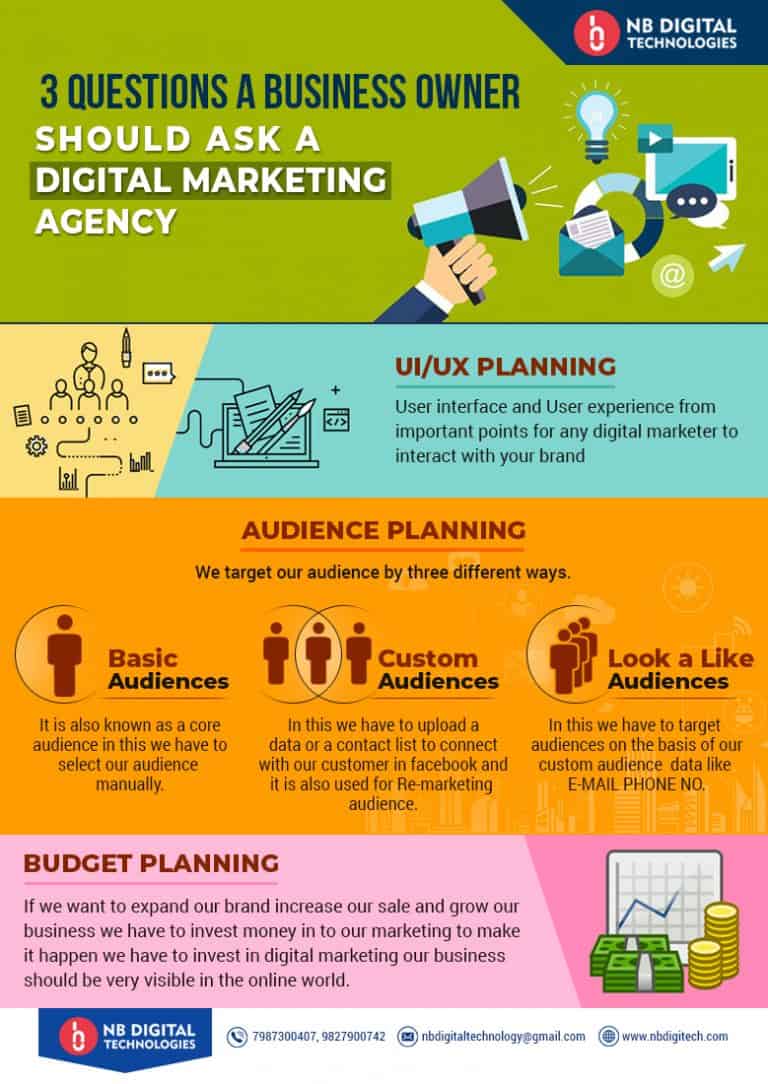 NB DIGITAL
TECHNOLOGIES
3 QUESTIONS A BUSINESS OWNER
SHOULD ASK A
DIGITAL MARKETING
AGENCY
@
UI/UX PLANNING
User interface and User experience from
important points for any digital marketer to
interact with your brand
</>
AUDIENCE PLANNING
We target our audience by three different ways.
Basic
Audiences
It is also known as a core
audience in this we have to
select our audience
manually.
Custom
Audiences
In this we have to upload a
data or a contact list to connect
with our customer in facebook and
it is also used for Re-marketing
audience.
Look a Like
Audiences
In this we have to target
audiences on the basis of our
custom audience data like
E-MAIL PHONE NO.
BUDGET PLANNING
If we want to expand our brand increase our sale and grow our
business we have to invest money in to our marketing to make
it happen we have to invest in digital marketing our business
should be very visible in the online world.
NB DIGITAL
TECHNOLOGIES
7987300407, 9827900742
nbdigitaltechnology@gmail.com
www.nbdigitech.com